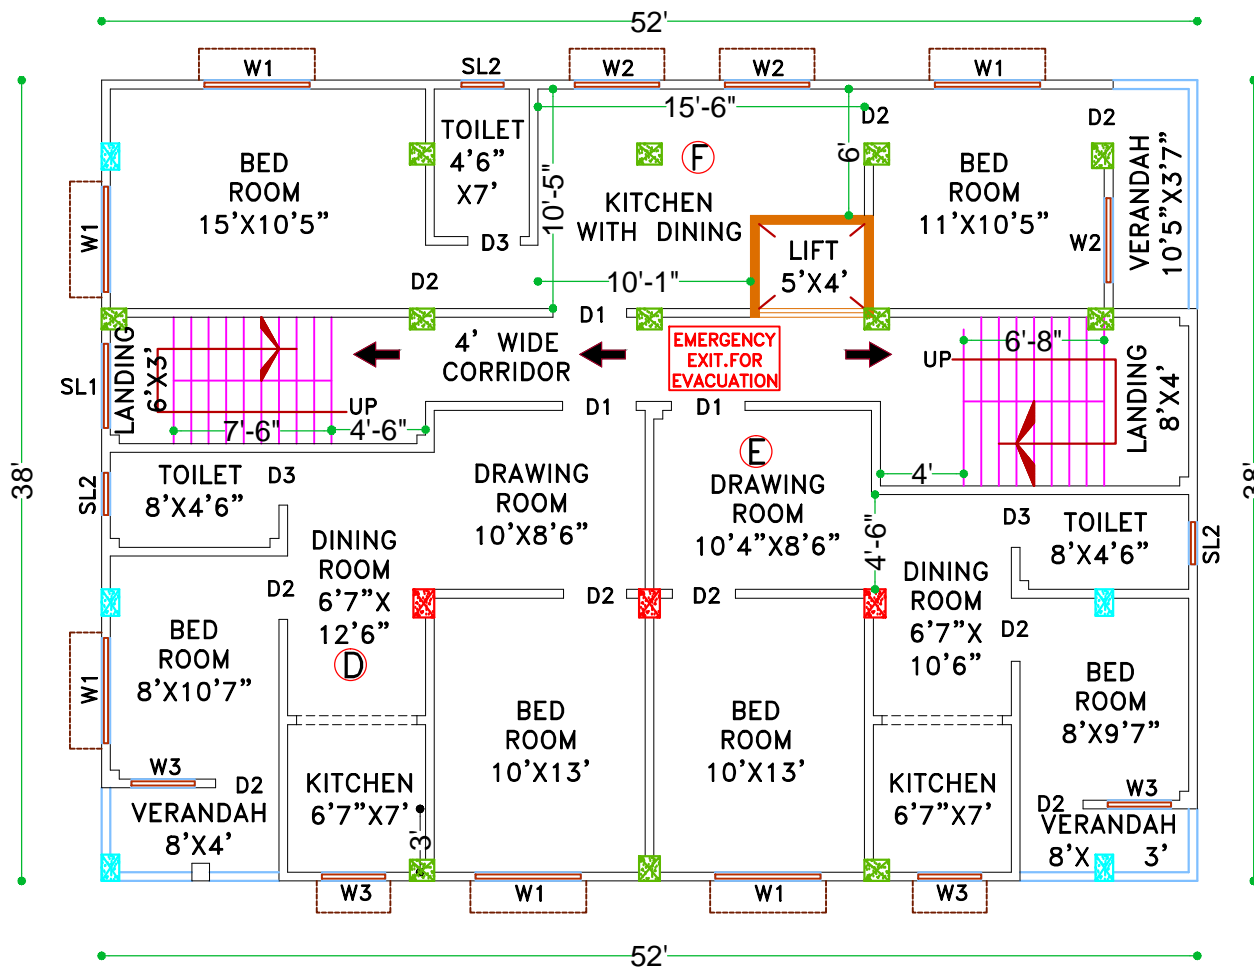 52'
W1
SL2
W2
W2
W1
15'-6"
D2
D2
TOILET
4'6"
X7'
F
6'
BED
ROOM
15'X10'5"
10'-5"
KITCHEN
WITH DINING
BED
ROOM
11'X10'5"
VERANDAH
10'5"X3'7"
W1
D3
W2
LIFT
5'X4'
D2
10'-1"
D1
LANDING
6'X3'
4' WIDE
CORRIDOR
EMERGENCY
EXIT.FOR
EVACUATION
6'-8"
UP
LANDING
8'X4'
SL1
UP
7'-6"
4'-6"
D1
D1
E
38'
38'
TOILET
8'X4'6"
D3
SL2
DRAWING
ROOM
10'X8'6"
DRAWING
ROOM
10'4"X8'6"
4'
4'-6"
D3
TOILET
8'X4'6"
SL2
DINING
ROOM
6'7"X
12'6"
D
D2
D2
D2
DINING
ROOM
6'7"X
10'6"
D2
BED
ROOM
8'X10'7"
W1
BED
ROOM
10'X13'
BED
ROOM
10'X13'
BED
ROOM
8'X9'7"
W3
D2
KITCHEN
6'7"X7'
KITCHEN
6'7"X7'
W3
D2
VERANDAH
8'X4'
3'
VERANDAH
8'X 3'
W3
W1
W1
W3
52'